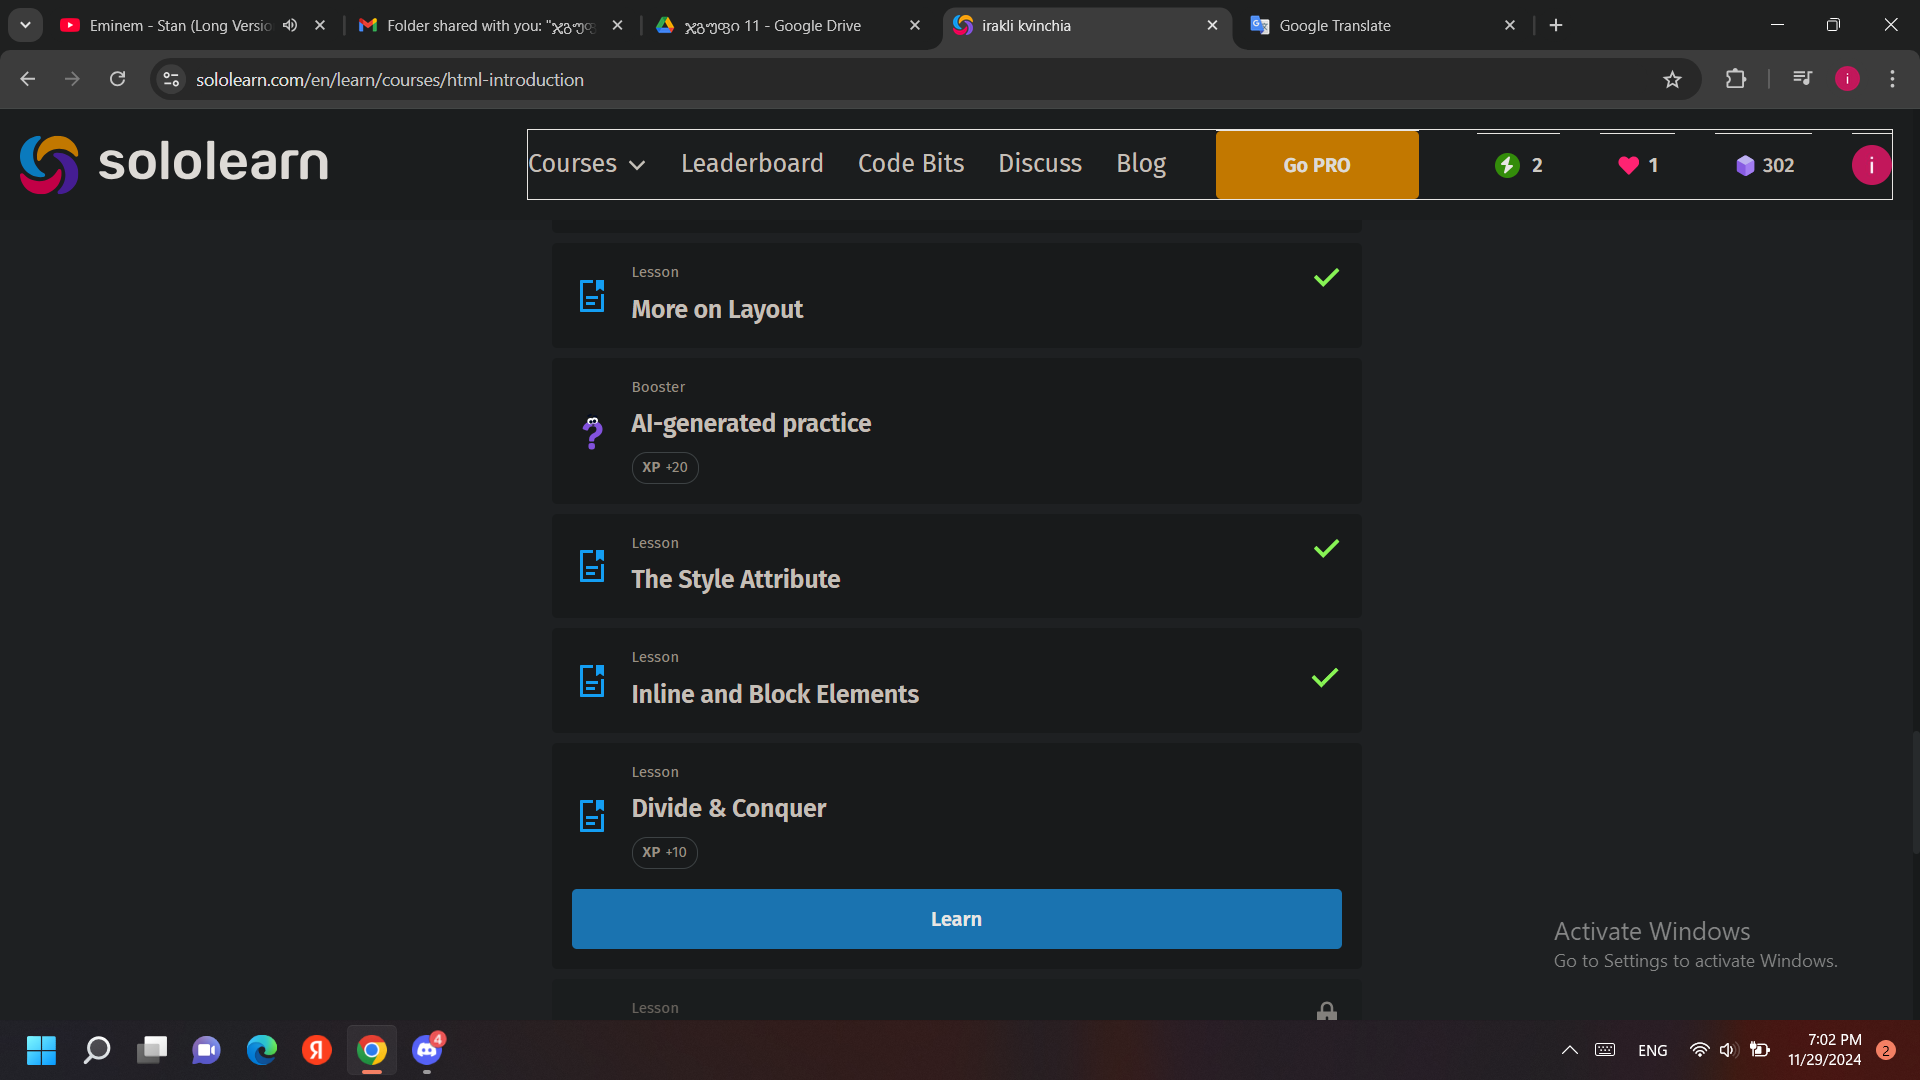 Eminem - Stan (Long Versio
Folder shared with you: "ჯგუფ
ჯგუფი 11 - Google Drive
irakli kvinchia
Google Translate
sololearn.com/en/learn/courses/html-introduction
i
sololearn
Courses
Leaderboard
Code Bits
Discuss
Blog
Go PRO
2
1
302
i
Lesson
More on Layout
Booster
AI-generated practice
XP +20
Lesson
The Style Attribute
Lesson
Inline and Block Elements
Lesson
Divide & Conquer
XP +10
Learn
Activate Windows
Go to Settings to activate Windows.
Lesson
Я
4
ENG
7:02 PM
11/29/2024
2